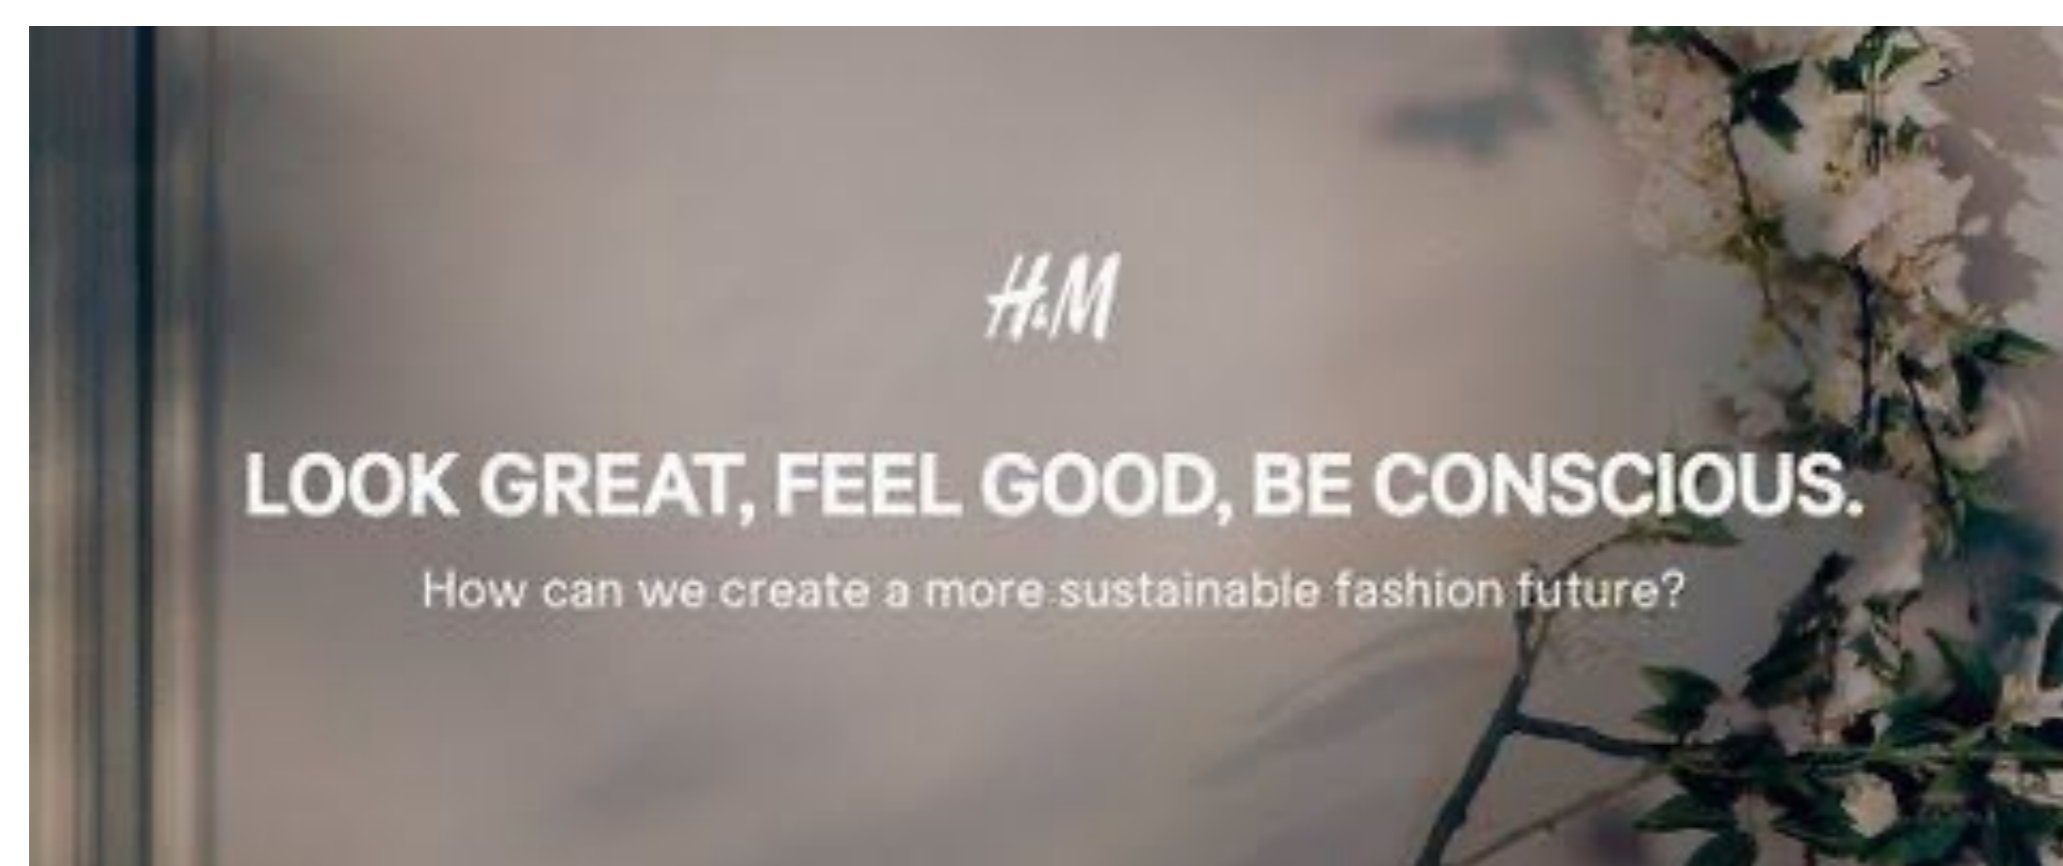 H&M
LOOK GREAT, FEEL GOOD, BE CONSCIOUS.
How can we create a more sustainable fashion future?